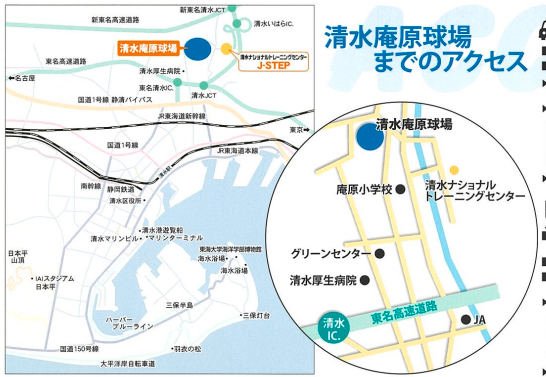 清水庵原球場
までのアクセス
新東名清水JCT
新東名高速道路
清水いはらIC.
清水庵原球場
清水ナショナルトレーニングセンター
J-STEP
東名高速道路
清水厚生病院
←名古屋
東名清水IC.
清水JCT
国道1号線 静清バイパス
JR東海道新幹線
東京→
国道1号線
JR東海道本線
清水駅
南幹線
静岡鉄道
清水区役所
清水港遊覧船
清水マリンビル
マリンターミナル
東海大学海洋学部博物館
海水浴場
海水浴場
日本平
山頂
IAIスタジアム
日本平
三保半島
三保灯台
ハーバー
ブルーライン
羽衣の松
国道150号線
太平洋岸自転車道
清水庵原球場
庵原小学校
清水ナショナル
トレーニングセンター
グリーンセンター
清水厚生病院
東名高速道路
清水
IC.
JA